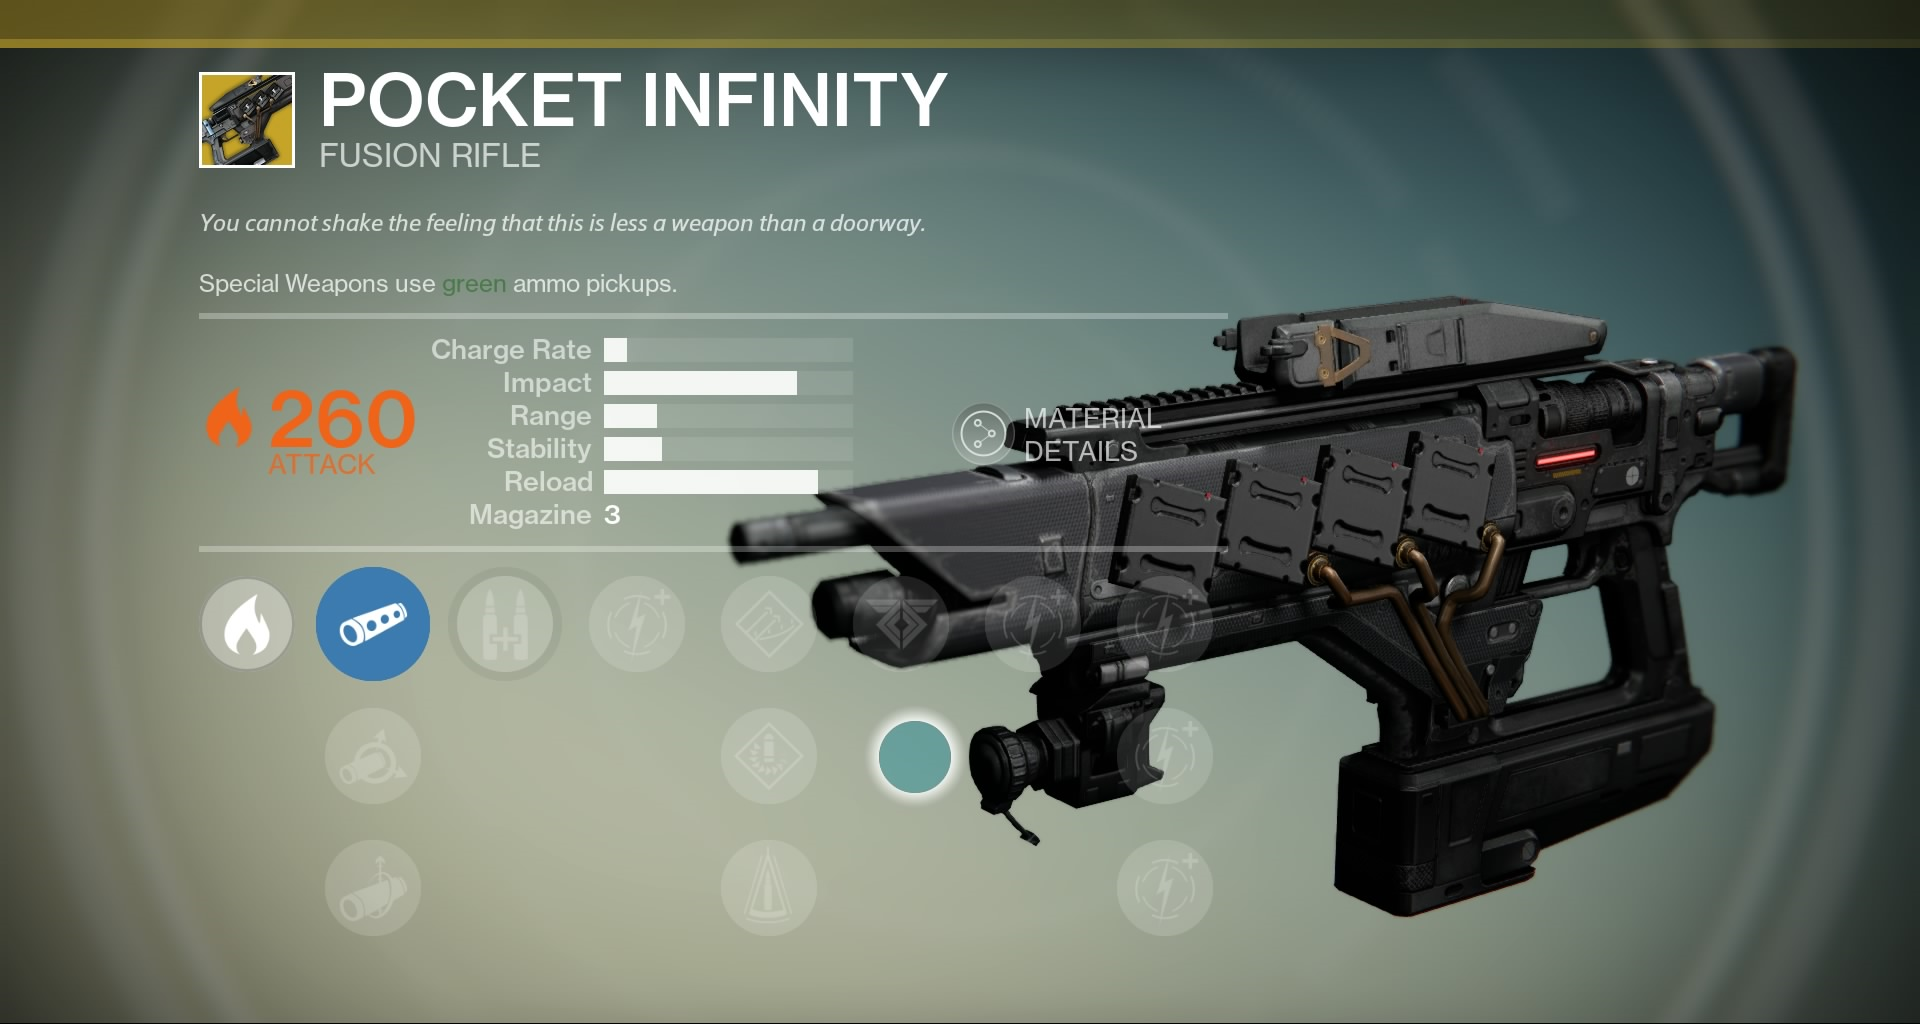 POCKET INFINITY
FUSION RIFLE
You cannot shake the feeling that this is less a weapon than a doorway.
Special Weapons use green ammo pickups.
260
ATTACK
Charge Rate
Impact
Range
Stability
Reload
Magazine 3
MATERIAL
DETAILS